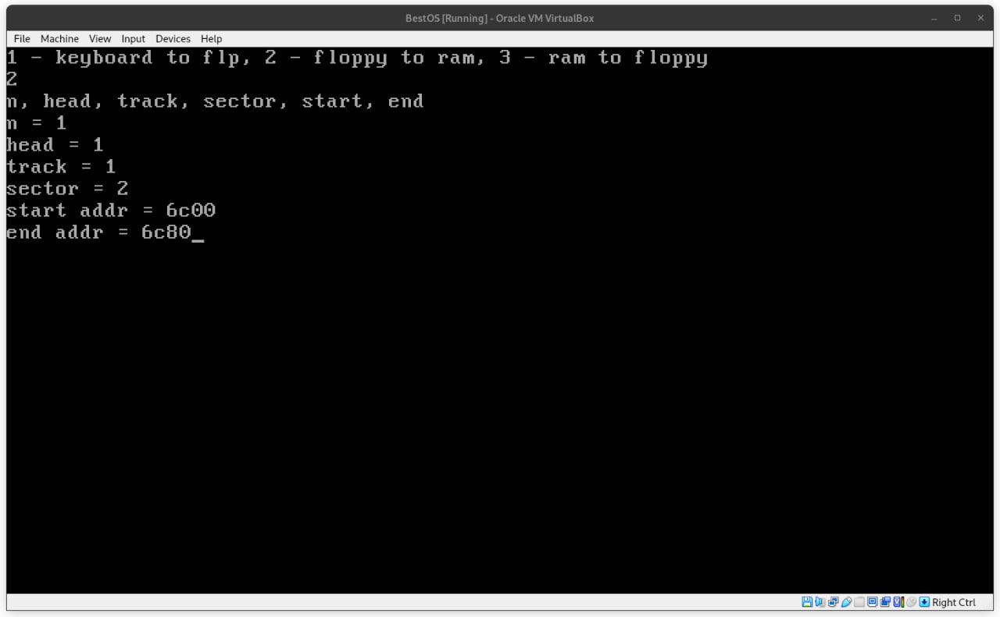 BestOS [Running] - Oracle VM VirtualBox
File Machine View Input Devices Help
1 - keyboard to flp, 2 - floppy to ram, 3 - ram to floppy
2
n, head, track, sector, start, end
n = 1
head = 1
track = 1
sector = 2
start addr = 6c00
end addr = 6c80_
Right Ctrl